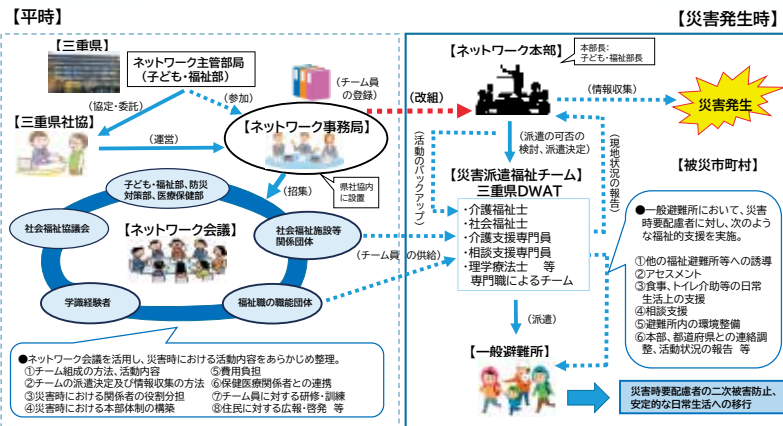 【平時】
【三重県】
ネットワーク主管部局
(子ども・福祉部)
(チーム員
の登録)
(協定・委託)
(参加)
【三重県社協】
(運営)
【ネットワーク事務局】
県社協内
に設置
(招集)
子ども・福祉部、防災
対策部、医療保健部
社会福祉協議会
【ネットワーク会議】
社会福祉施設等
関係団体
学識経験者
福祉職の職能団体
(チーム員の供給)
●ネットワーク会議を活用し、災害時における活動内容をあらかじめ整理。
①チーム組成の方法、活動内容
②チームの派遣決定及び情報収集の方法
③災害時における関係者の役割分担
④災害時における本部体制の構築
⑤費用負担
⑥保健医療関係者との連携
⑦チーム員に対する研修・訓練
⑧住民に対する広報・啓発 等
(改組)
【災害発生時】
【ネットワーク本部】
本部長:
子ども・福祉部長
(情報収集)
災害発生
(派遣の可否の
検討、派遣決定)
(活動のバックアップ)
(現地状況の報告)
【災害派遣福祉チーム】
三重県DWAT
・介護福祉士
・社会福祉士
・介護支援専門員
・相談支援専門員
・理学療法士 等
専門職によるチーム
(派遣)
【一般避難所】
【被災市町村】
●一般避難所において、災害
時要配慮者に対し、次のよう
な福祉的支援を実施。
①他の福祉避難所等への誘導
②アセスメント
③食事、トイレ介助等の日常
生活上の支援
④相談支援
⑤避難所内の環境整備
⑥本部、都道府県との連絡調
整、活動状況の報告 等
災害時要配慮者の二次被害防止、
安定的な日常生活への移行